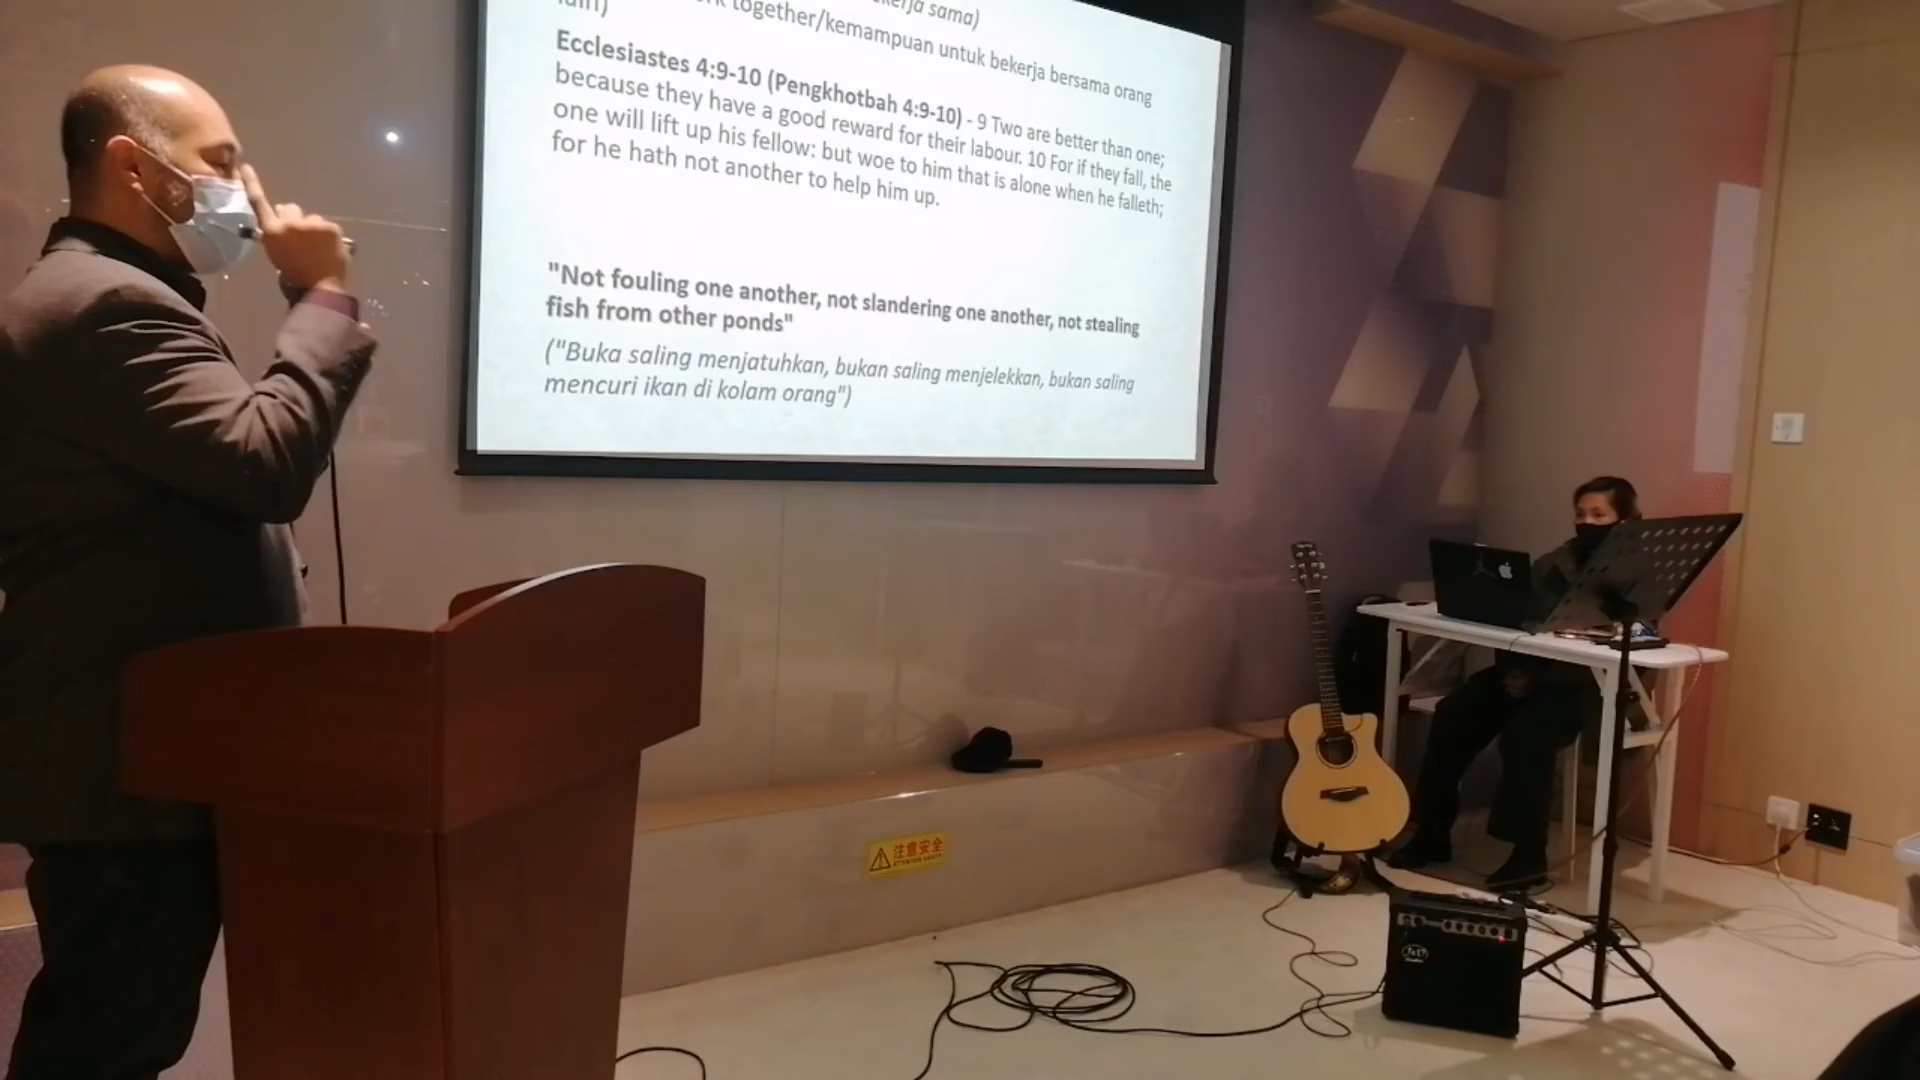 kerja sama)
together/kemampuan untuk bekerja bersama orang
lain)
Ecclesiastes 4:9-10 (Pengkhotbah 4:9-10) - 9 Two are better than one;
because they have a good reward for their labour. 10 For if they fall, the
one will lift up his fellow: but woe to him that is alone when he falleth;
for he hath not another to help him up.
"Not fouling one another, not slandering one another, not stealing
fish from other ponds"
("Buka saling menjatuhkan, bukan saling menjelekkan, bukan saling
mencuri ikan di kolam orang")
注意安全
ATTENTION SAFETY